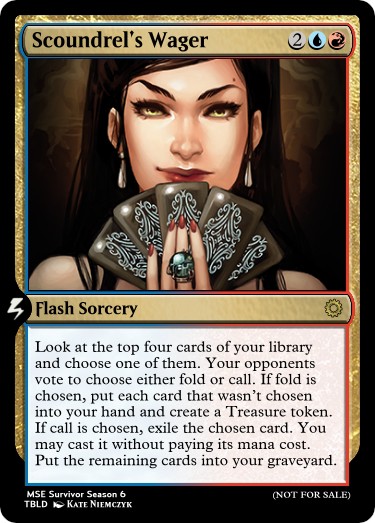 Scoundrel's Wager 2
Flash Sorcery
Look at the top four cards of your library
and choose one of them. Your opponents
vote to choose either fold or call. If fold is
chosen, put each card that wasn't chosen
into your hand and create a Treasure token.
If call is chosen, exile the chosen card. You
may cast it without paying its mana cost.
Put the remaining cards into your graveyard.
MSE Survivor Season 6
(NOT FOR SALE)
TBLD Kate Niemczyk